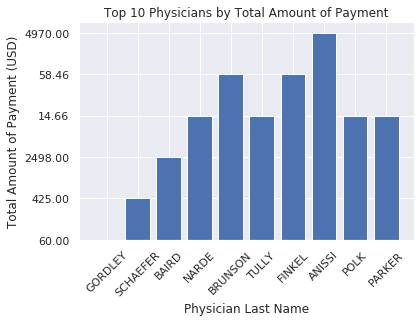 Top 10 Physicians by Total Amount of Payment
Total Amount of Payment (USD)
4970.00
58.46
14.66
2498.00
425.00
60.00
GORDLEY
SCHAEFER
BAIRD
NARDE
BRUNSON
TULLY
FINKEL
ANISSI
POLK
PARKER
Physician Last Name